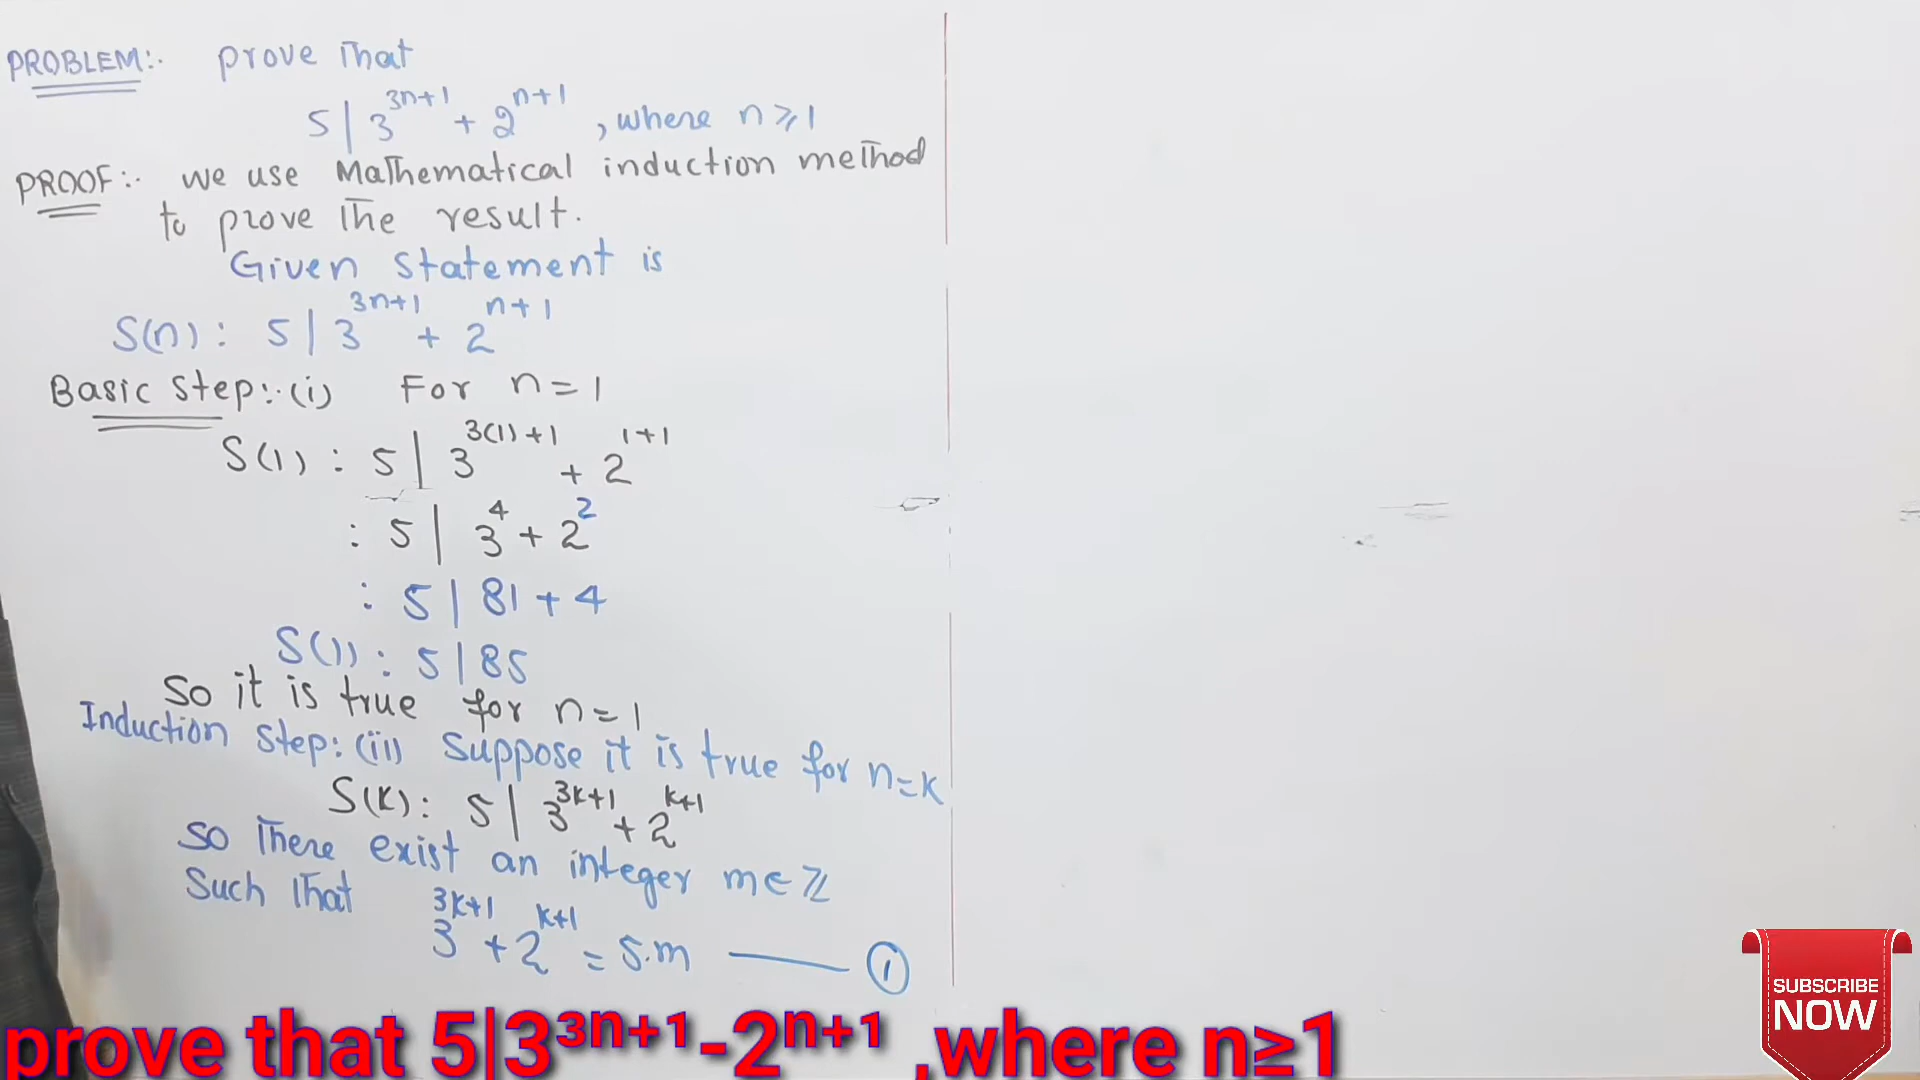 PROBLEM:. prove that
5 | 3^{3n+1} + 2^{n+1} , where n ⩾ 1
PROOF:. we use Mathematical induction method
to prove the result.
Given statement is
S(n): 5 | 3^{3n+1} + 2^{n+1}
Basic step:.(i) For n = 1
S(1): 5 | 3^{3(1)+1} + 2^{1+1}
: 5 | 3^4 + 2^2
: 5 | 81 + 4
S(1): 5 | 85
So it is true for n = 1
Induction step:(ii) Suppose it is true for n = k
S(k): 5 | 3^{3k+1} + 2^{k+1}
So there exist an integer m ∈ ℤ
Such that
3^{3k+1} + 2^{k+1} = 5.m —— ①
prove that 5|3³ⁿ⁺¹-2ⁿ⁺¹ ,where n≥1
SUBSCRIBE
NOW